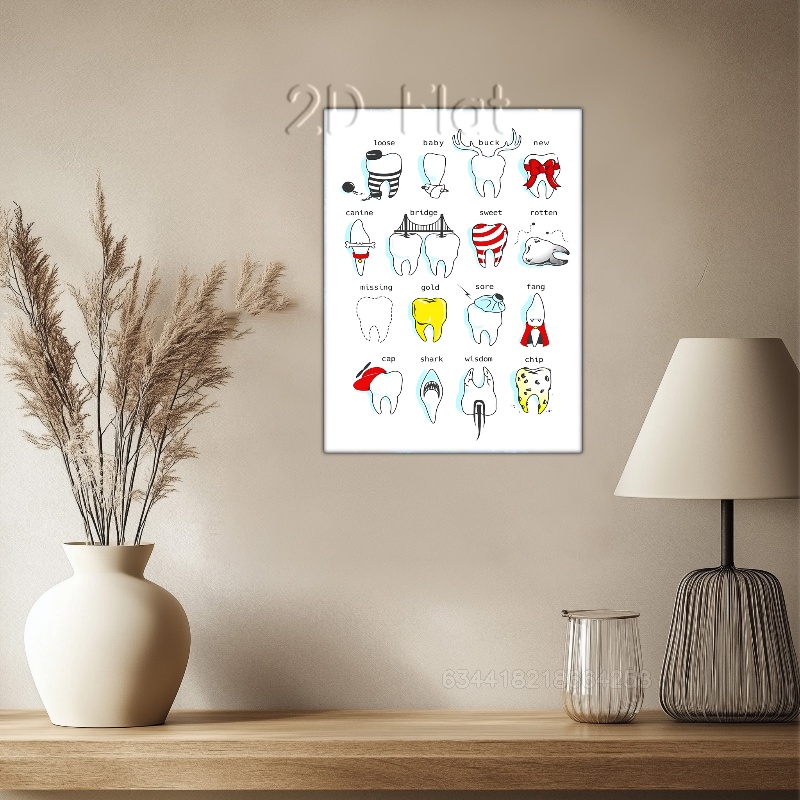 2D Flat
loose baby buck new
canine bridge sweet rotten
missing gold sore fang
cap shark wisdom chip